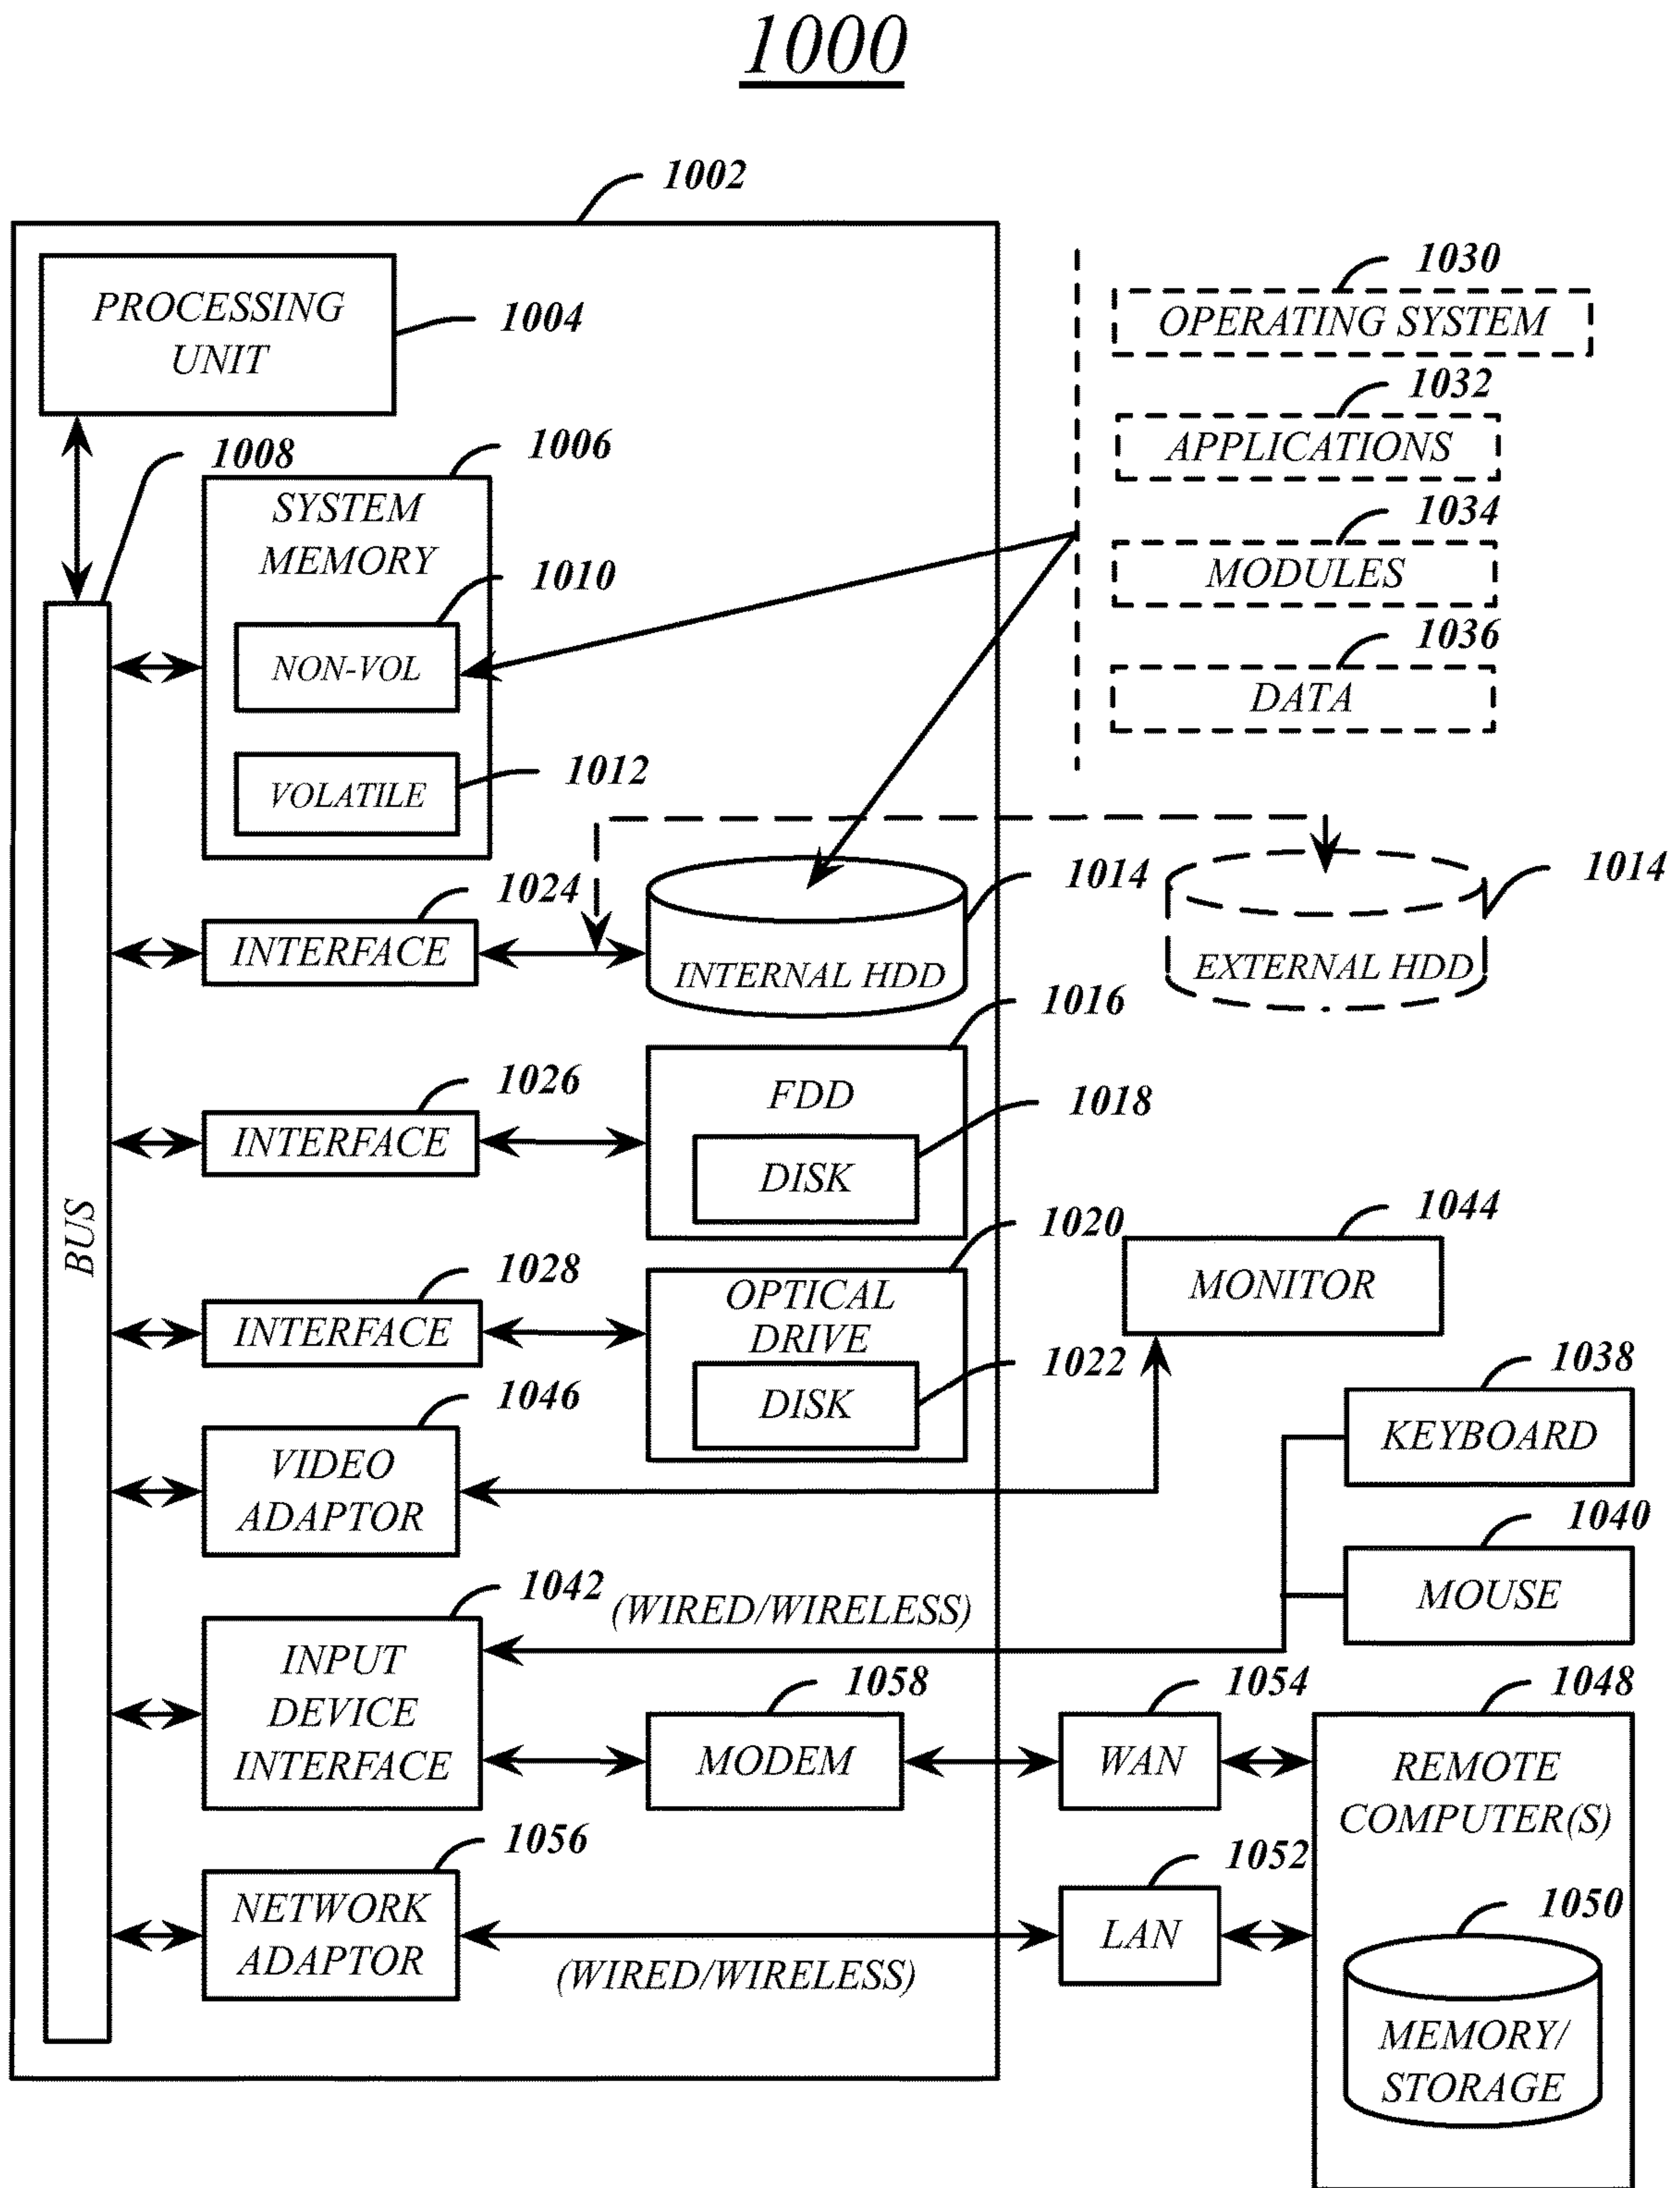 1000
1002
PROCESSING
UNIT
1004
1008
1006
SYSTEM
MEMORY
1010
NON-VOL
VOLATILE
1012
1030
OPERATING SYSTEM
1032
APPLICATIONS
1034
MODULES
1036
DATA
BUS
1024
INTERFACE
INTERNAL HDD
1014
EXTERNAL HDD
1014
1026
INTERFACE
1016
FDD
1018
DISK
1028
INTERFACE
1020
OPTICAL
DRIVE
1022
DISK
1044
MONITOR
1046
VIDEO
ADAPTOR
1038
KEYBOARD
1040
MOUSE
1042
(WIRED/WIRELESS)
INPUT
DEVICE
INTERFACE
1058
MODEM
1054
WAN
1048
REMOTE
COMPUTER(S)
1056
NETWORK
ADAPTOR
(WIRED/WIRELESS)
1052
LAN
1050
MEMORY/
STORAGE